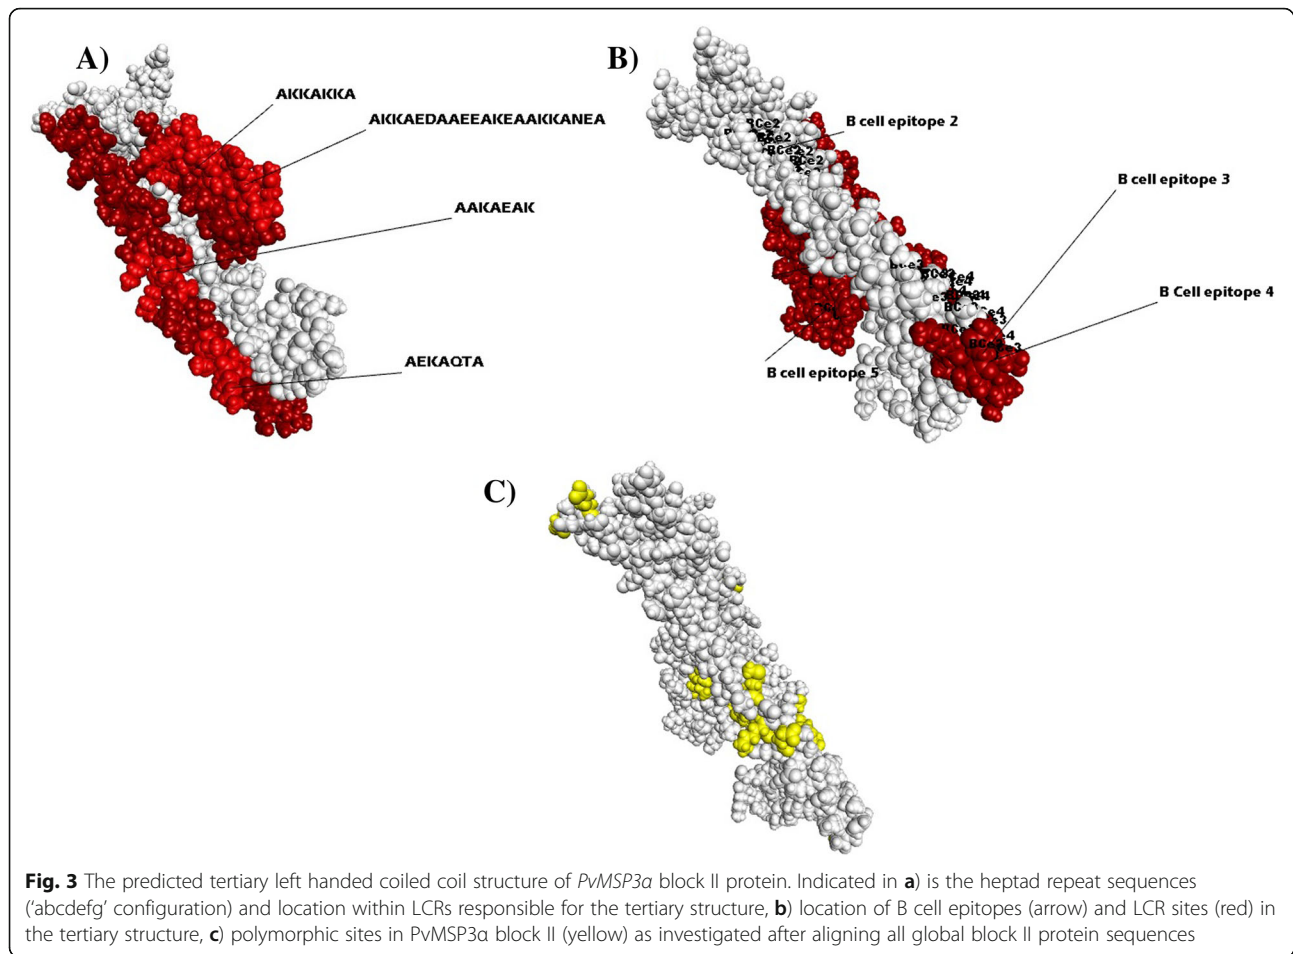 A)
AKKAKKA
AKKAEDAAEEAKEAAKKANEA
AAKAEAK
AEKAQTA
B)
BCe2
BCe2
BCe2
BCe2
B cell epitope 2
B cell epitope 3
B Cell epitope 4
B cell epitope 5
C)
Fig. 3 The predicted tertiary left handed coiled coil structure of PvMSP3α block II protein. Indicated in a) is the heptad repeat sequences
(‘abcdefg’ configuration) and location within LCRs responsible for the tertiary structure, b) location of B cell epitopes (arrow) and LCR sites (red) in
the tertiary structure, c) polymorphic sites in PvMSP3α block II (yellow) as investigated after aligning all global block II protein sequences